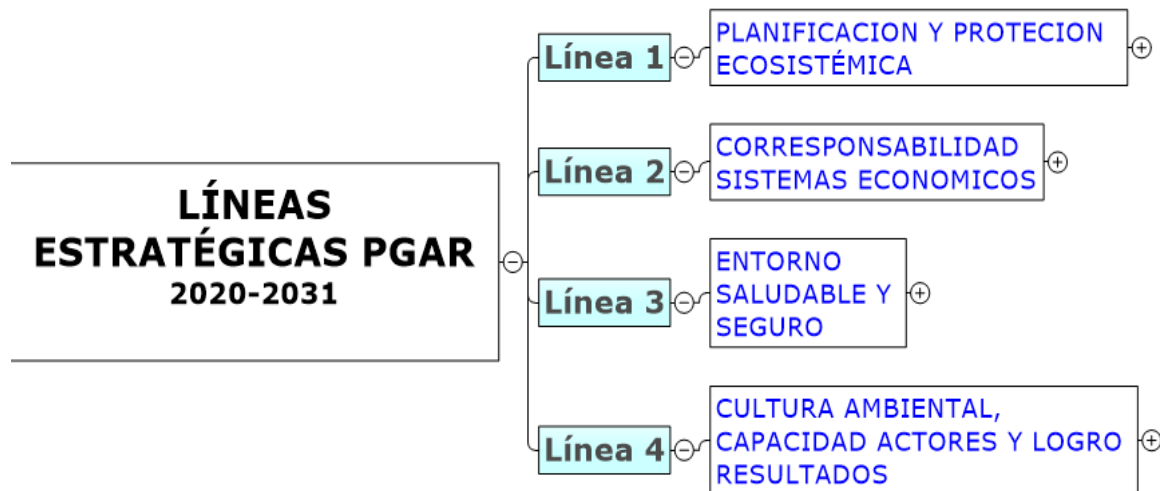 LÍNEAS
ESTRATÉGICAS PGAR
2020-2031
Línea 1
PLANIFICACION Y PROTECION
ECOSISTÉMICA
Línea 2
CORRESPONSABILIDAD
SISTEMAS ECONOMICOS
Línea 3
ENTORNO
SALUDABLE Y
SEGURO
Línea 4
CULTURA AMBIENTAL,
CAPACIDAD ACTORES Y LOGRO
RESULTADOS